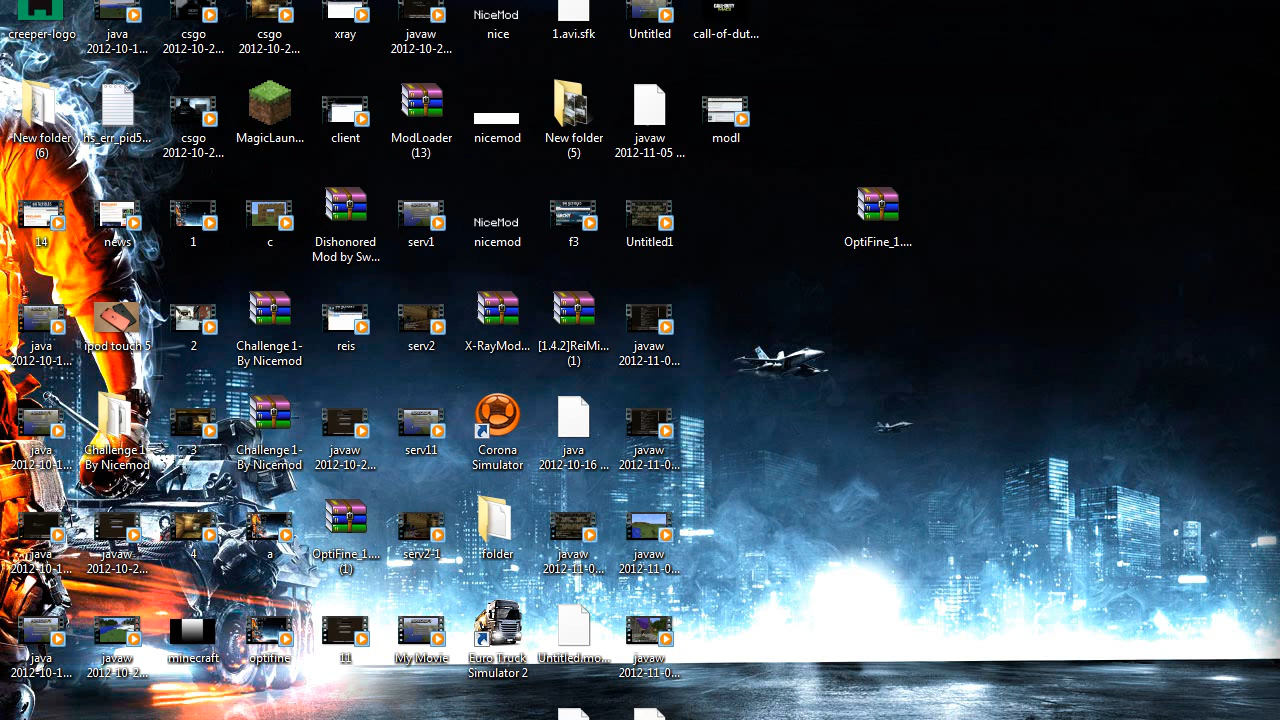 creeper-logo
java
2012-10-1...
csgo
2012-10-2...
csgo
2012-10-2...
xray
javaw
2012-10-2...
NiceMod
nice
1.avi.sfk
Untitled
call-of-dut...
New folder
(6)
hs_err_pid5...
csgo
2012-10-2...
MagicLaun...
client
ModLoader
(13)
nicemod
New folder
(5)
javaw
2012-11-05 ...
modl
14
news
1
c
Dishonored
Mod by Sw...
serv1
NiceMod
nicemod
f3
Untitled1
OptiFine_1....
java
2012-10-1...
ipod touch 5
2
Challenge 1-
By Nicemod
reis
serv2
X-RayMod...
[1.4.2]ReiMi...
(1)
javaw
2012-11-0...
java
2012-10-1...
Challenge 1-
By Nicemod
3
Challenge 1-
By Nicemod
javaw
2012-10-2...
serv11
Corona
Simulator
java
2012-10-16 ...
javaw
2012-11-0...
java
2012-10-1...
javaw
2012-10-2...
4
a
OptiFine_1....
(1)
serv2-1
folder
javaw
2012-11-0...
javaw
2012-11-0...
java
2012-10-1...
javaw
2012-10-2...
minecraft
optifine
11
My Movie
Euro Truck
Simulator 2
Untitled.mo...
javaw
2012-11-0...